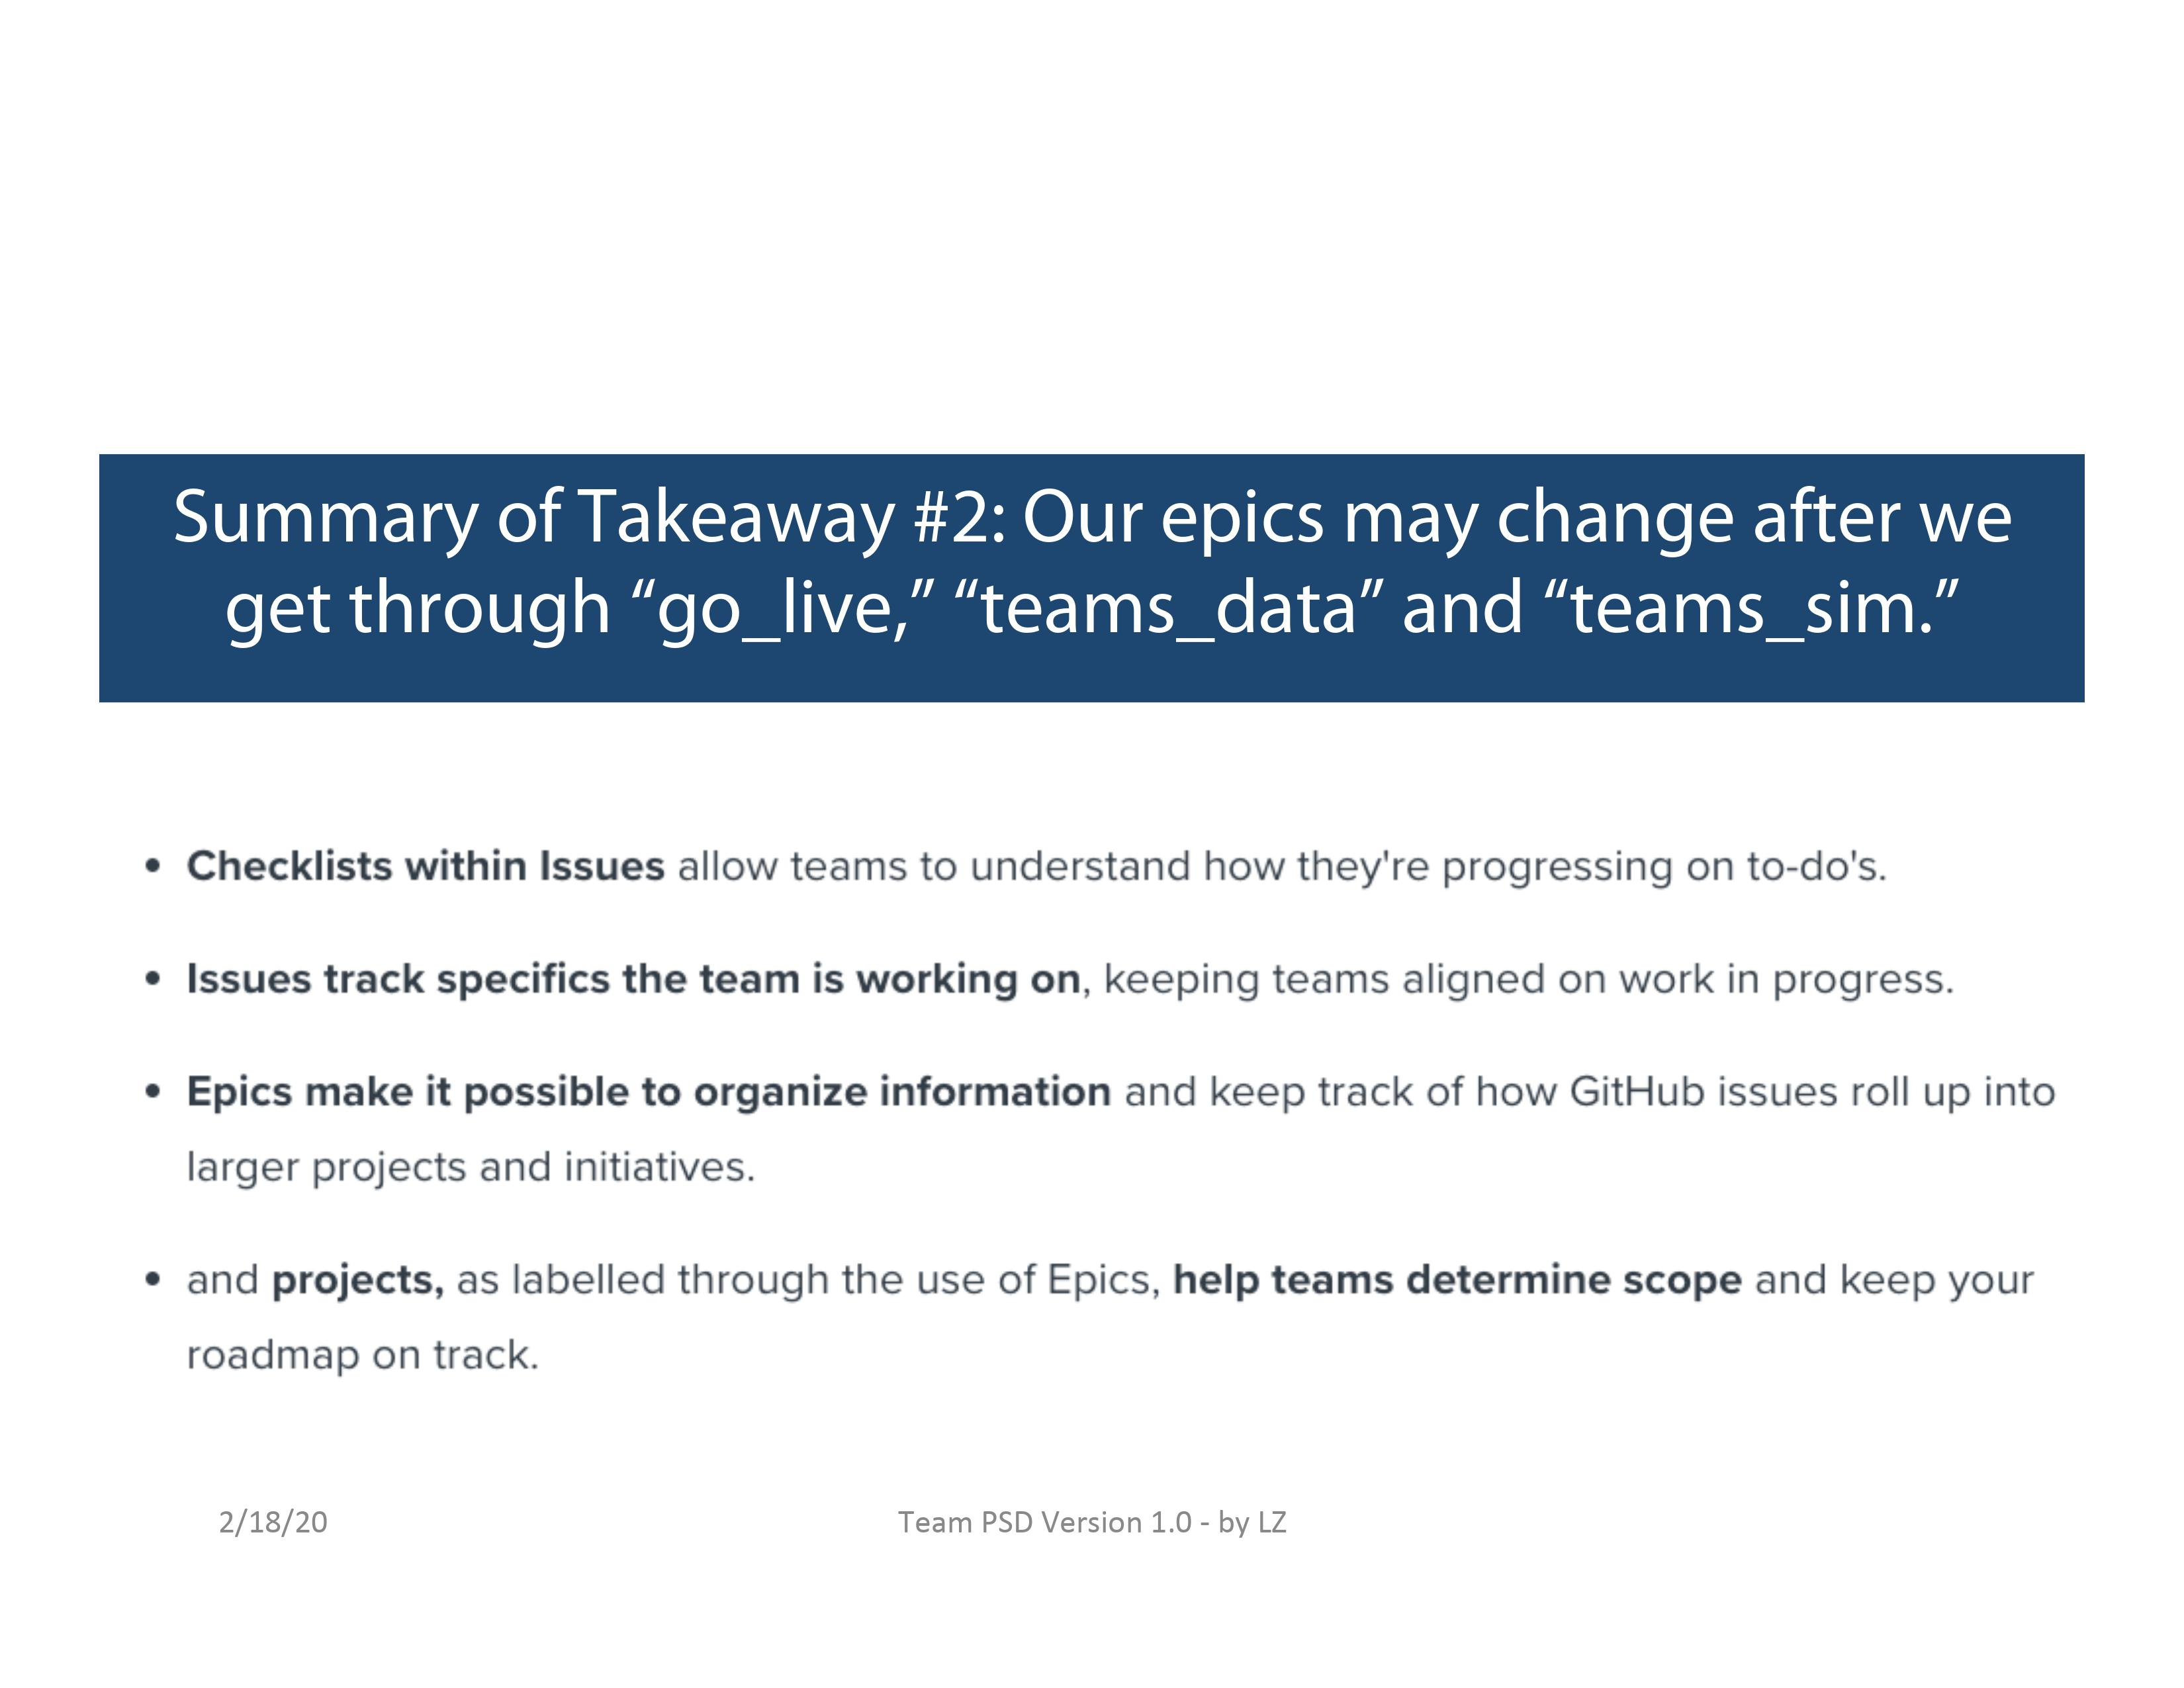 Summary of Takeaway #2: Our epics may change after we
get through “go_live,” “teams_data” and “teams_sim.”
• Checklists within Issues allow teams to understand how they're progressing on to-do's.
• Issues track specifics the team is working on, keeping teams aligned on work in progress.
• Epics make it possible to organize information and keep track of how GitHub issues roll up into
larger projects and initiatives.
• and projects, as labelled through the use of Epics, help teams determine scope and keep your
roadmap on track.
2/18/20
Team PSD Version 1.0 - by LZ